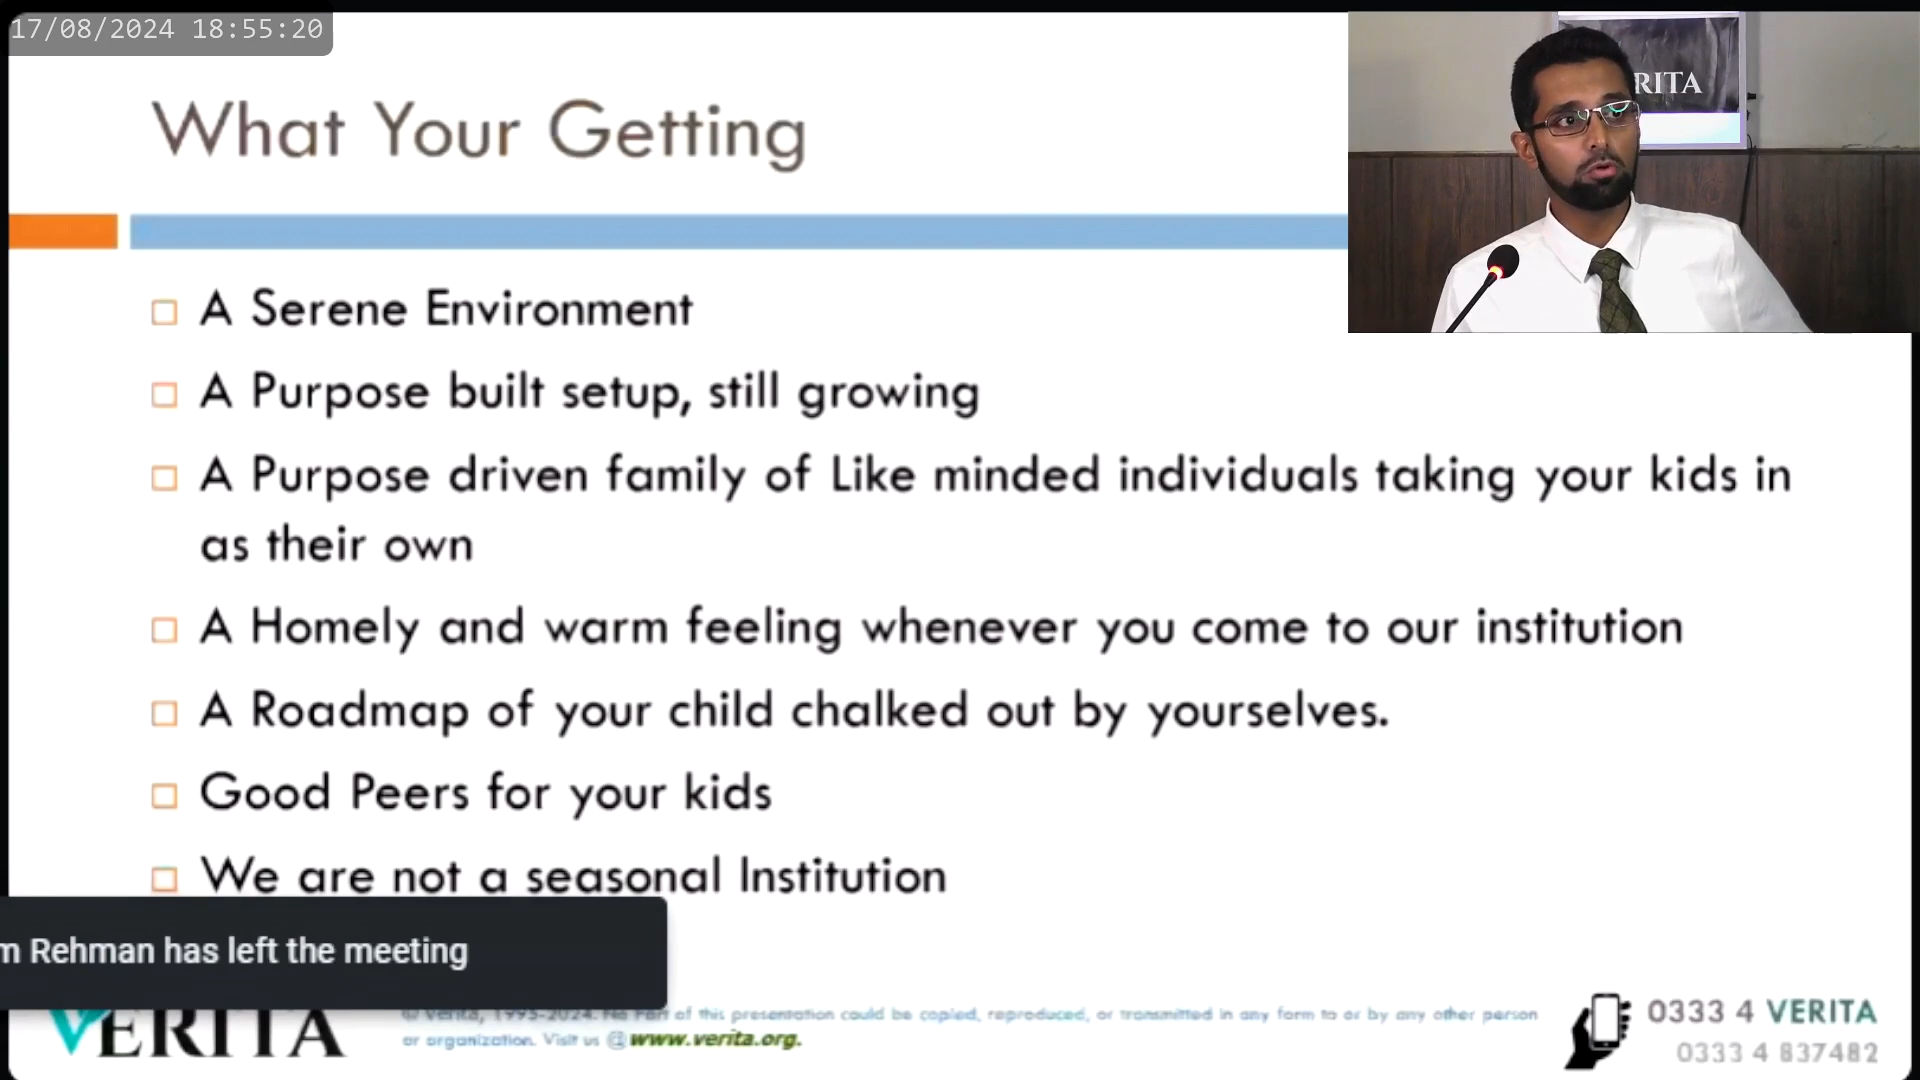 17/08/2024 18:55:20
RITA
What Your Getting
A Serene Environment
A Purpose built setup, still growing
A Purpose driven family of Like minded individuals taking your kids in
as their own
A Homely and warm feeling whenever you come to our institution
A Roadmap of your child chalked out by yourselves.
Good Peers for your kids
We are not a seasonal Institution
m Rehman has left the meeting
VERITA
© Verita, 1995-2024. No Part of this presentation could be copied, reproduced, or transmitted in any form to or by any other person
or organization. Visit us @ www.verita.org.
0333 4 VERITA
0333 4 837482